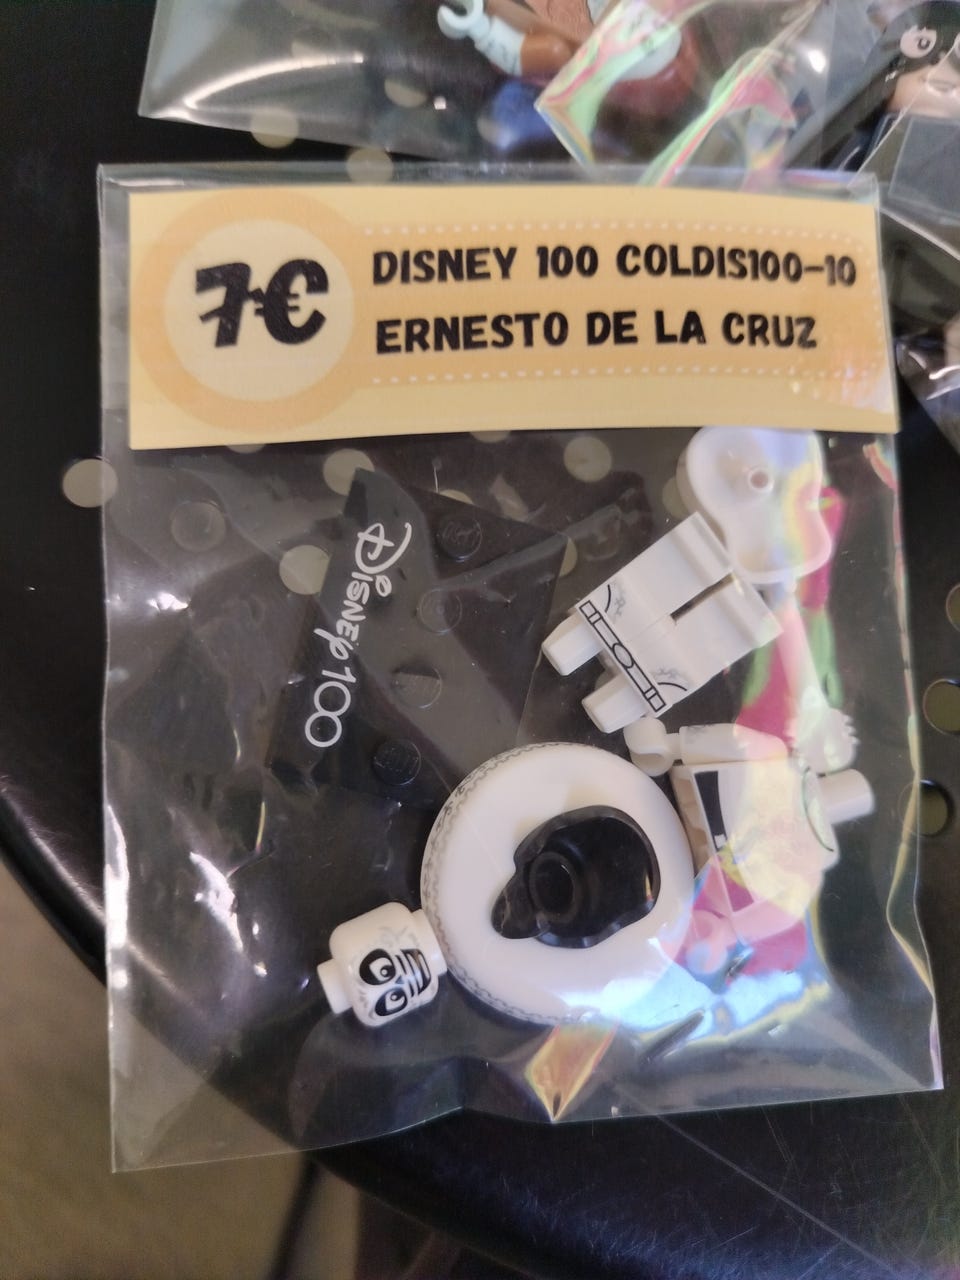 7€
DISNEY 100 COLDIS100-10
ERNESTO DE LA CRUZ
Disney100